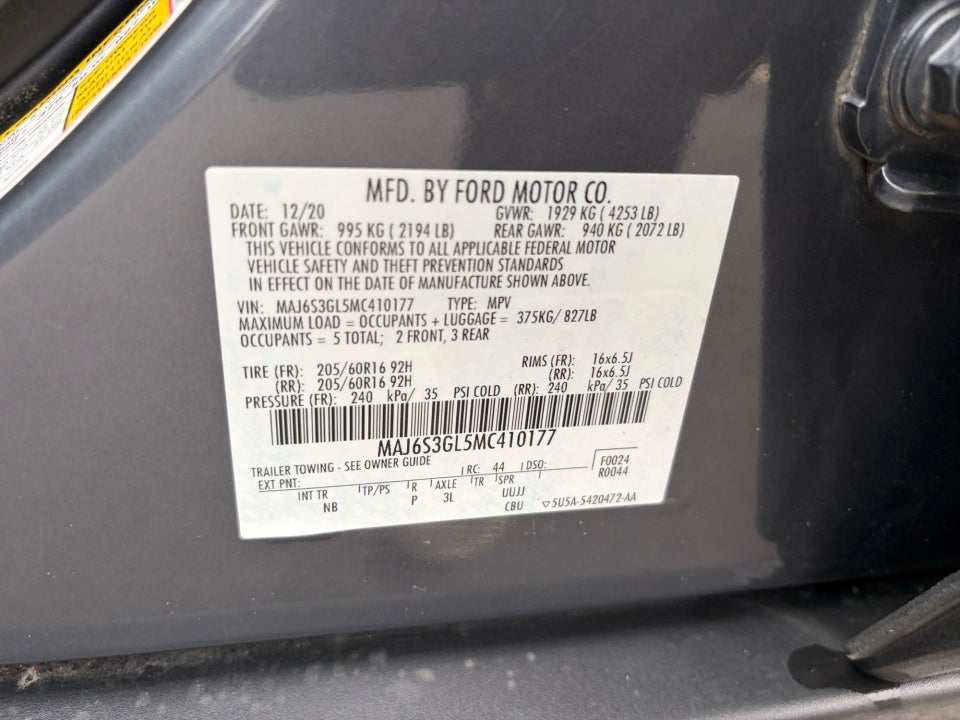 MFD. BY FORD MOTOR CO.
DATE: 12/20 GVWR: 1929 KG ( 4253 LB)
FRONT GAWR: 995 KG ( 2194 LB) REAR GAWR: 940 KG ( 2072 LB)
THIS VEHICLE CONFORMS TO ALL APPLICABLE FEDERAL MOTOR
VEHICLE SAFETY AND THEFT PREVENTION STANDARDS
IN EFFECT ON THE DATE OF MANUFACTURE SHOWN ABOVE.
VIN: MAJ6S3GL5MC410177 TYPE: MPV
MAXIMUM LOAD = OCCUPANTS + LUGGAGE = 375KG/ 827LB
OCCUPANTS = 5 TOTAL; 2 FRONT, 3 REAR
TIRE (FR): 205/60R16 92H RIMS (FR): 16x6.5J
(RR): 205/60R16 92H (RR): 16x6.5J
PRESSURE (FR): 240 kPa/ 35 PSI COLD (RR): 240 kPa/ 35 PSI COLD
MAJ6S3GL5MC410177
TRAILER TOWING - SEE OWNER GUIDE
EXT PNT: RC: 44 DSO: F0024
R0044
INT TR TP/PS R AXLE TR SPR
NB P 3L UUJJ
CBU 5U5A-5420472-AA